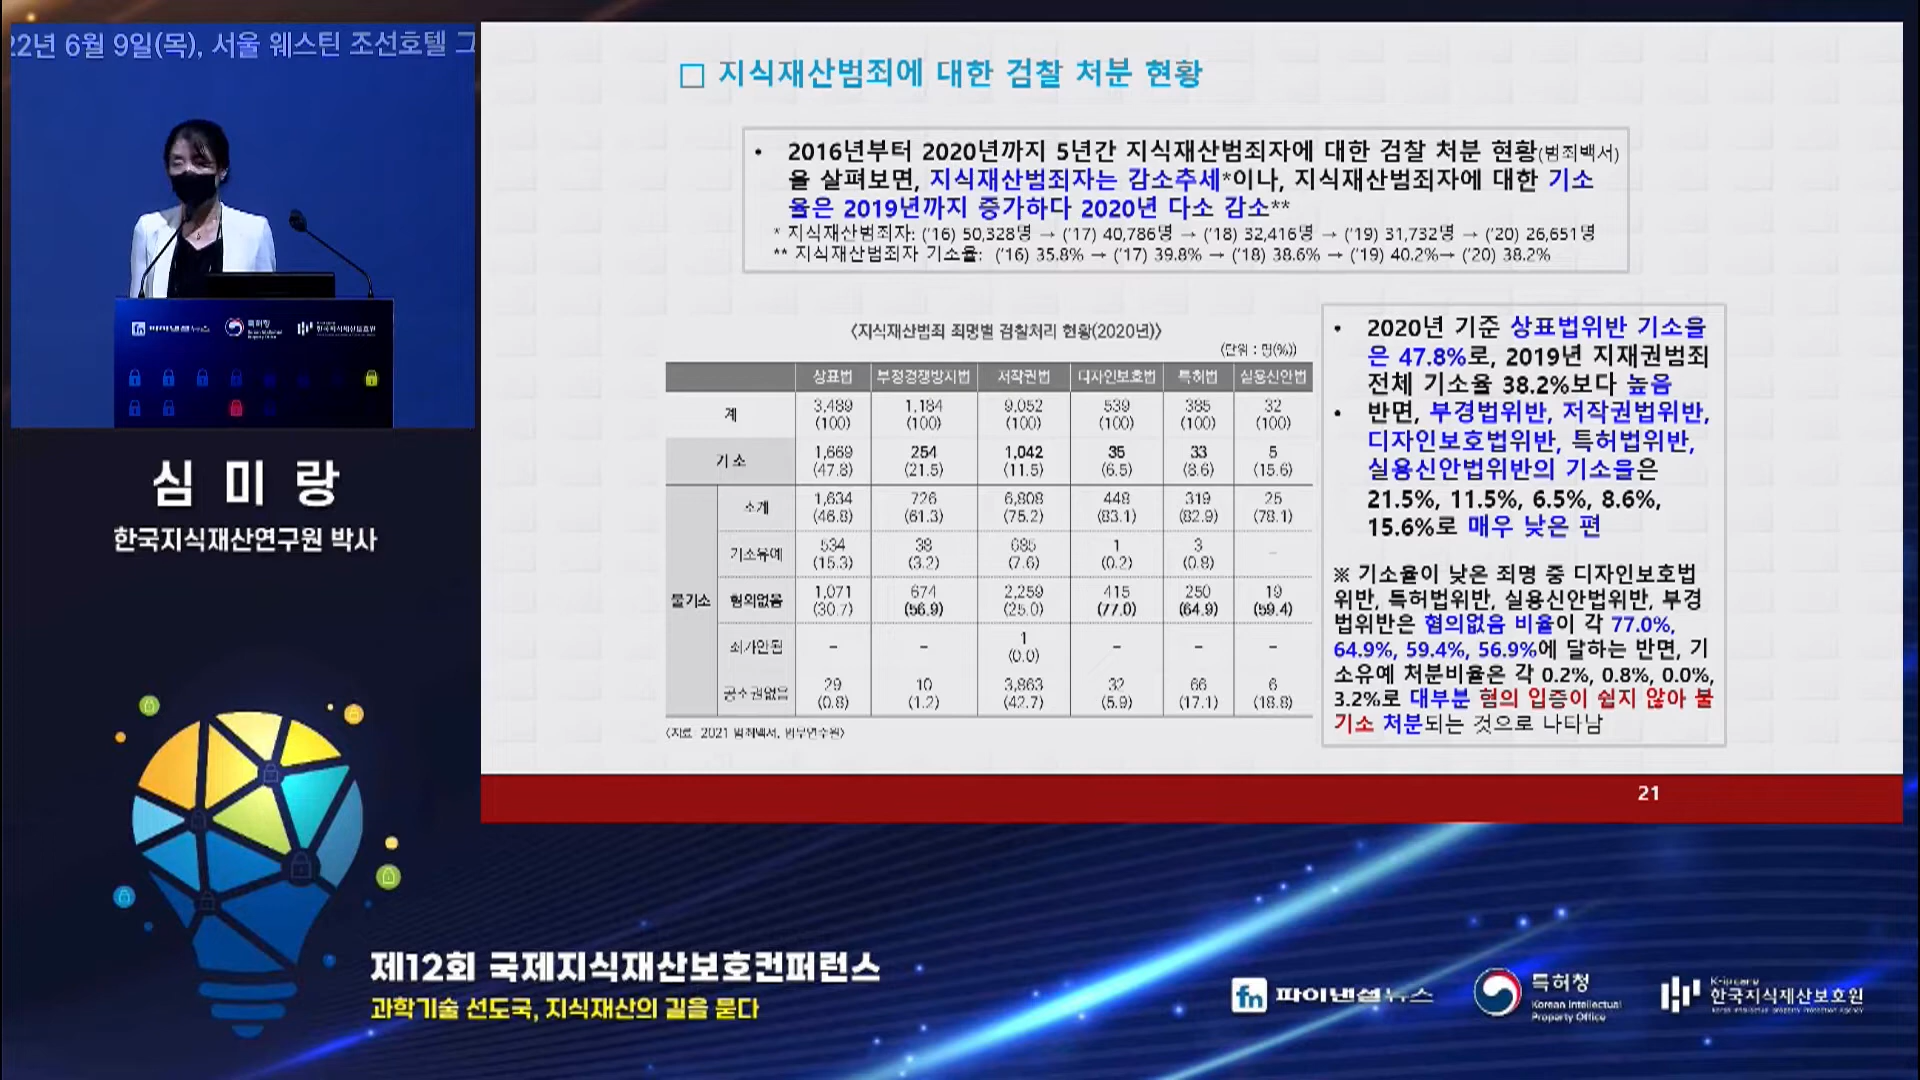 22년 6월 9일(목), 서울 웨스틴 조선호텔 그
파이낸셜뉴스
특허청
한국지식재산보호원
심 미 랑
한국지식재산연구원 박사
□ 지식재산범죄에 대한 검찰 처분 현황
• 2016년부터 2020년까지 5년간 지식재산범죄자에 대한 검찰 처분 현황(범죄백서)
을 살펴보면, 지식재산범죄자는 감소추세*이나, 지식재산범죄자에 대한 기소
율은 2019년까지 증가하다 2020년 다소 감소**
* 지식재산범죄자: ('16) 50,328명 → ('17) 40,786명 → ('18) 32,416명 → ('19) 31,732명 → ('20) 26,651명
** 지식재산범죄자 기소율: ('16) 35.8% → ('17) 39.8% → ('18) 38.6% → ('19) 40.2%→ ('20) 38.2%
<지식재산범죄 죄명별 검찰처리 현황(2020년)>
(단위 : 명(%))
상표법 부정경쟁방지법 저작권법 디자인보호법 특허법 실용신안법
계 3,489 1,184 9,052 539 385 32
(100) (100) (100) (100) (100) (100)
기 소 1,669 254 1,042 35 33 5
(47.8) (21.5) (11.5) (6.5) (8.6) (15.6)
불기소
소계 1,634 726 6,808 448 319 25
(46.8) (61.3) (75.2) (83.1) (82.9) (78.1)
기소유예 534 38 685 1 3 –
(15.3) (3.2) (7.6) (0.2) (0.8)
혐의없음 1,071 674 2,259 415 250 19
(30.7) (56.9) (25.0) (77.0) (64.9) (59.4)
죄가안됨 – – 1 – – –
(0.0)
공소권없음 29 10 3,863 32 66 6
(0.8) (1.2) (42.7) (5.9) (17.1) (18.8)
<자료: 2021 범죄백서, 법무연수원>
• 2020년 기준 상표법위반 기소율
은 47.8%로, 2019년 지재권범죄
전체 기소율 38.2%보다 높음
• 반면, 부경법위반, 저작권법위반,
디자인보호법위반, 특허법위반,
실용신안법위반의 기소율은
21.5%, 11.5%, 6.5%, 8.6%,
15.6%로 매우 낮은 편
※ 기소율이 낮은 죄명 중 디자인보호법
위반, 특허법위반, 실용신안법위반, 부경
법위반은 혐의없음 비율이 각 77.0%,
64.9%, 59.4%, 56.9%에 달하는 반면, 기
소유예 처분비율은 각 0.2%, 0.8%, 0.0%,
3.2%로 대부분 혐의 입증이 쉽지 않아 불
기소 처분되는 것으로 나타남
21
제12회 국제지식재산보호컨퍼런스
과학기술 선도국, 지식재산의 길을 묻다
fn 파이낸셜뉴스
특허청
Korean Intellectual
Property Office
한국지식재산보호원